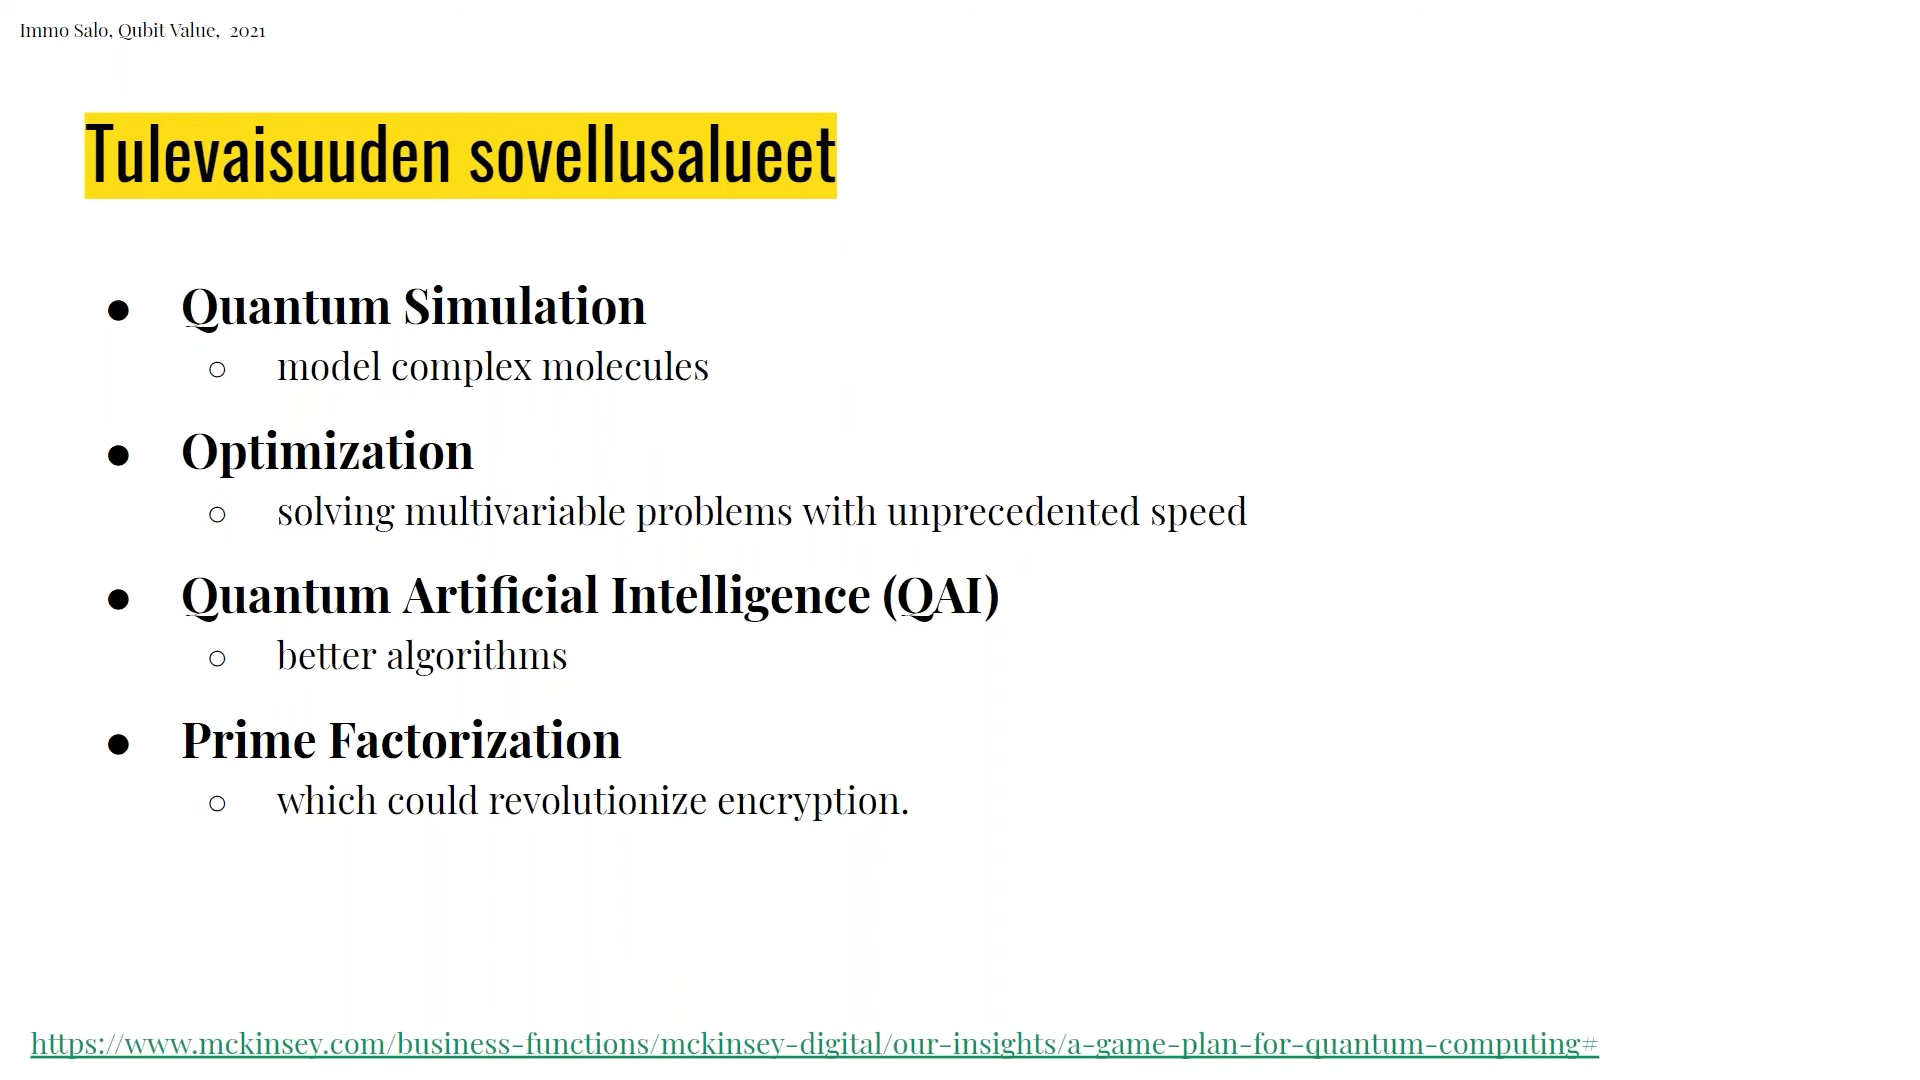 Immo Salo, Qubit Value, 2021
Tulevaisuuden sovellusalueet
● Quantum Simulation
○ model complex molecules
● Optimization
○ solving multivariable problems with unprecedented speed
● Quantum Artificial Intelligence (QAI)
○ better algorithms
● Prime Factorization
○ which could revolutionize encryption.
https://www.mckinsey.com/business-functions/mckinsey-digital/our-insights/a-game-plan-for-quantum-computing#